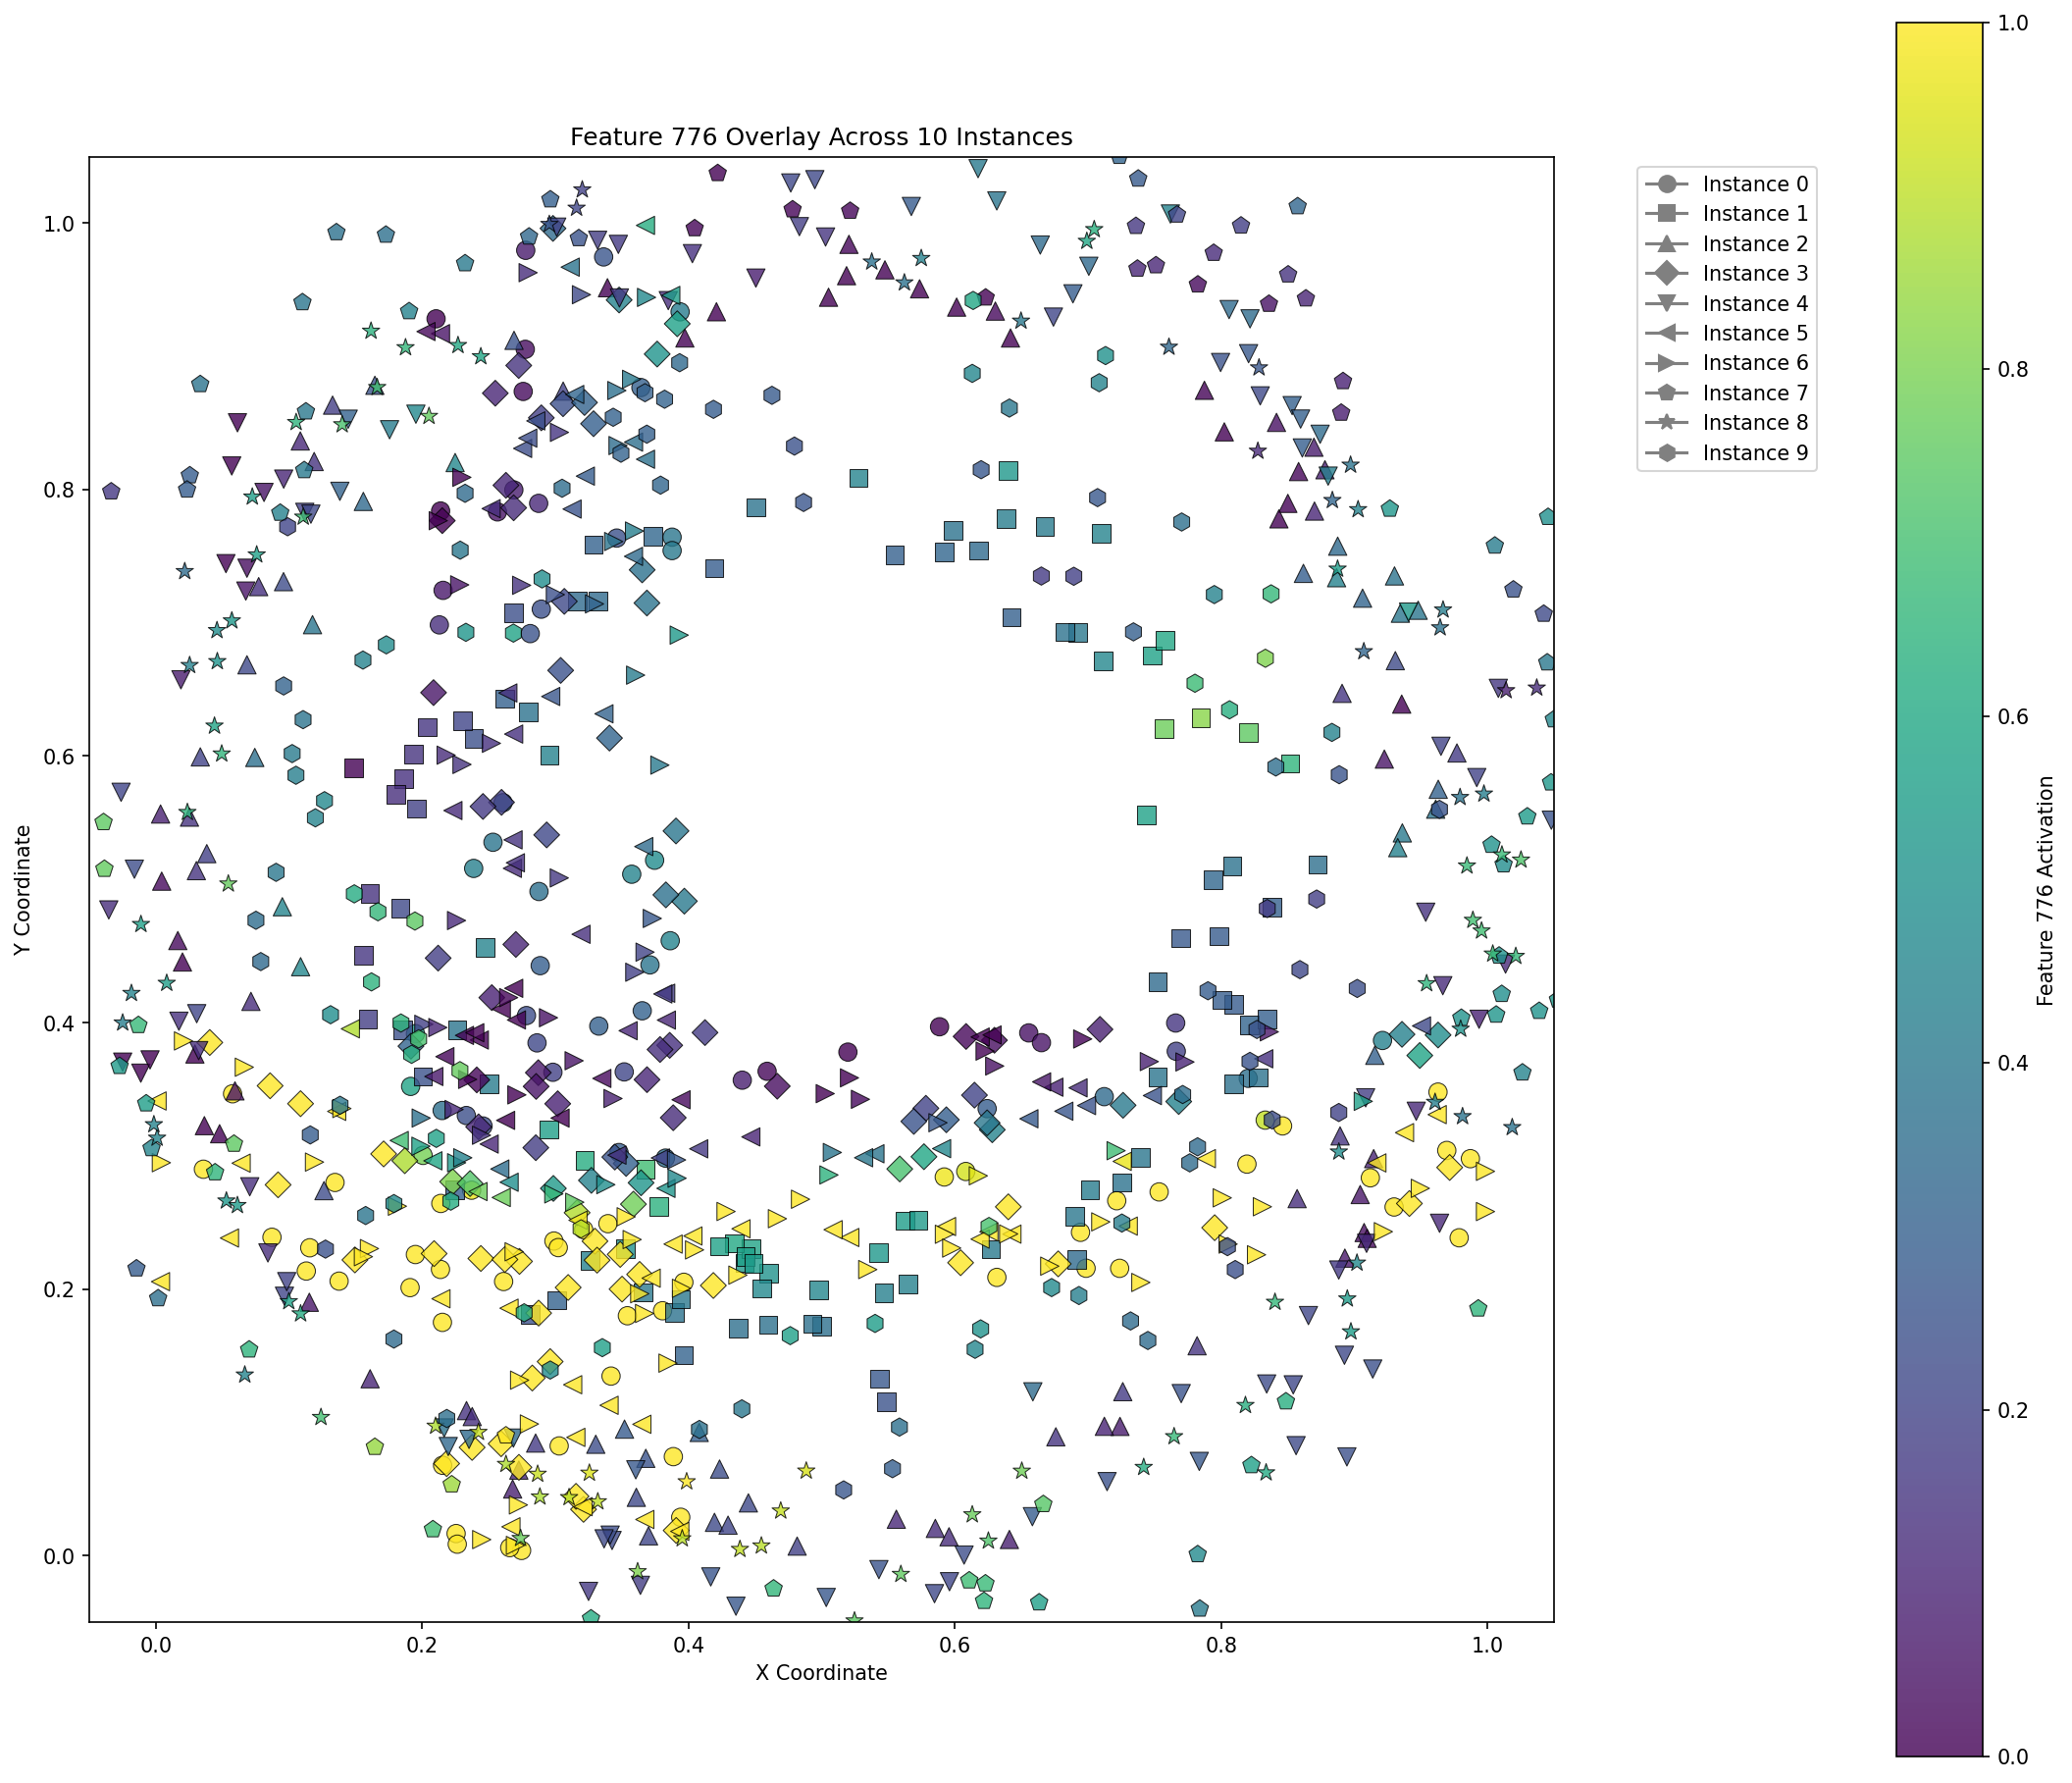 Feature 776 Overlay Across 10 Instances
1.0
0.8
0.6
0.4
0.2
0.0
Y Coordinate
0.0
0.2
0.4
0.6
0.8
1.0
X Coordinate
Instance 0
Instance 1
Instance 2
Instance 3
Instance 4
Instance 5
Instance 6
Instance 7
Instance 8
Instance 9
1.0
0.8
0.6
0.4
0.2
0.0
Feature 776 Activation